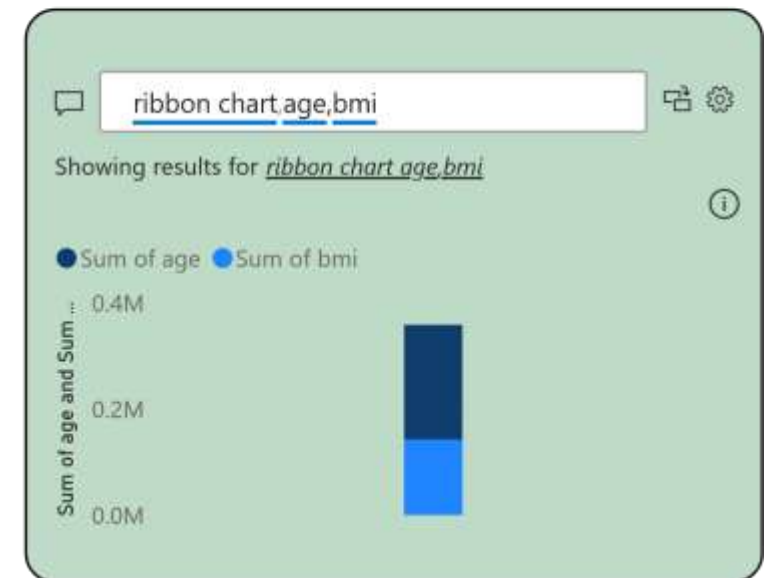 ribbon chart,age,bmi
Showing results for ribbon chart age,bmi
Sum of age Sum of bmi
Sum of age and Sum ...
0.4M
0.2M
0.0M